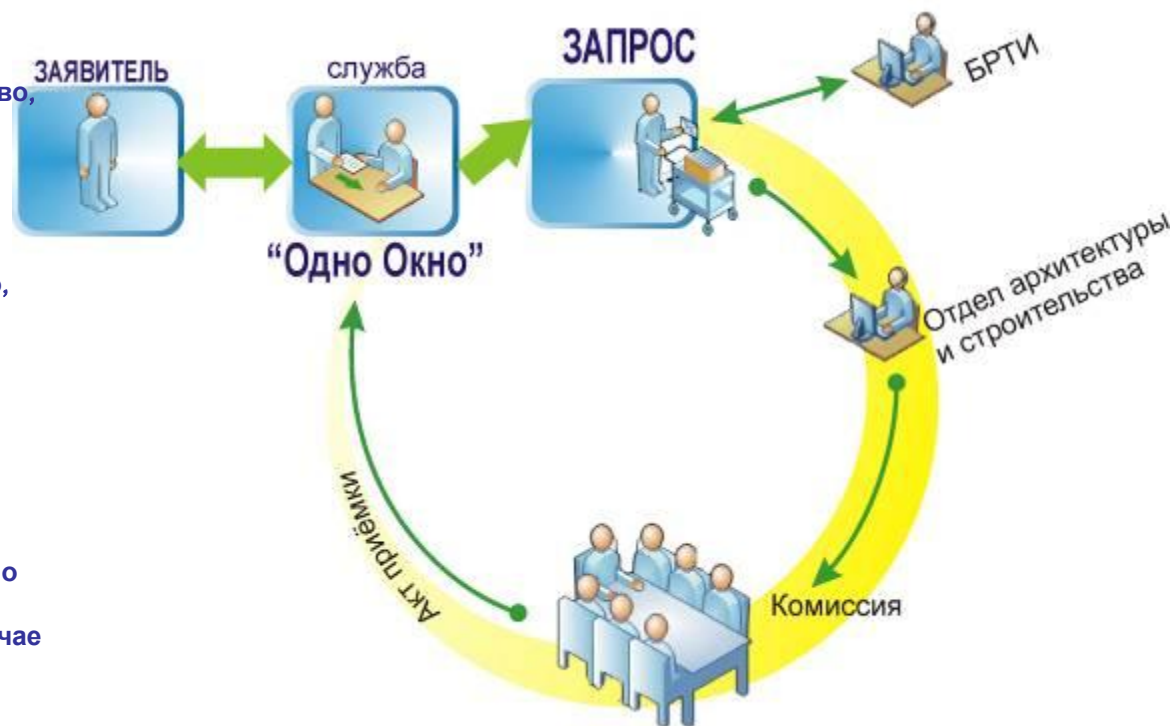 ЗАЯВИТЕЛЬ
служба
“Одно Окно”
ЗАПРОС
БРТИ
Отдел архитектуры
и строительства
Комиссия
Акт приёмки
во,
о
чае